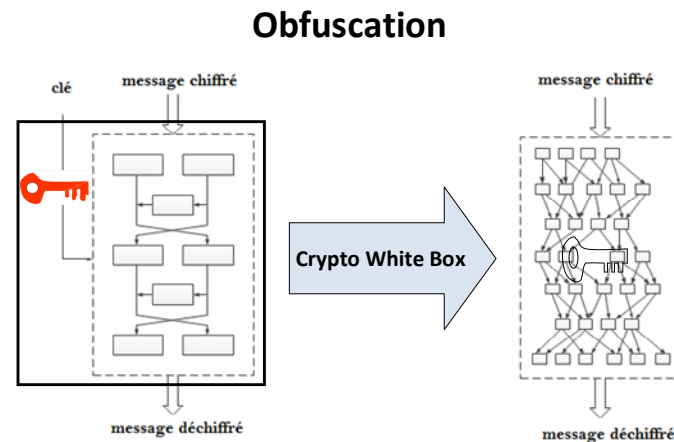 Obfuscation
clé
message chiffré
message déchiffré
Crypto White Box
message chiffré
message déchiffré